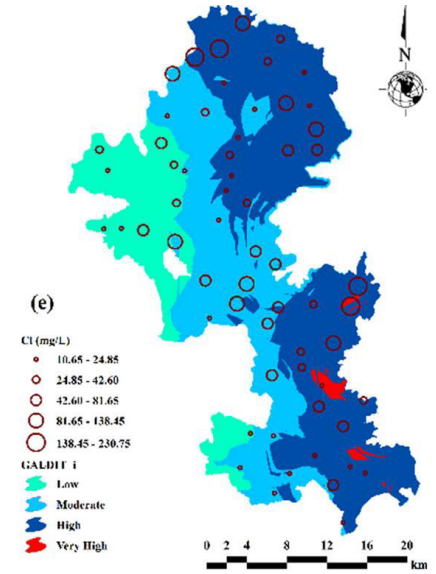 N
(e)
Cl (mg/L)
10.65 - 24.85
24.85 - 42.60
42.60 - 81.65
81.65 - 138.45
138.45 - 230.75
GALDIT_i
Low
Moderate
High
Very High
0 2 4 8 12 16 20
km